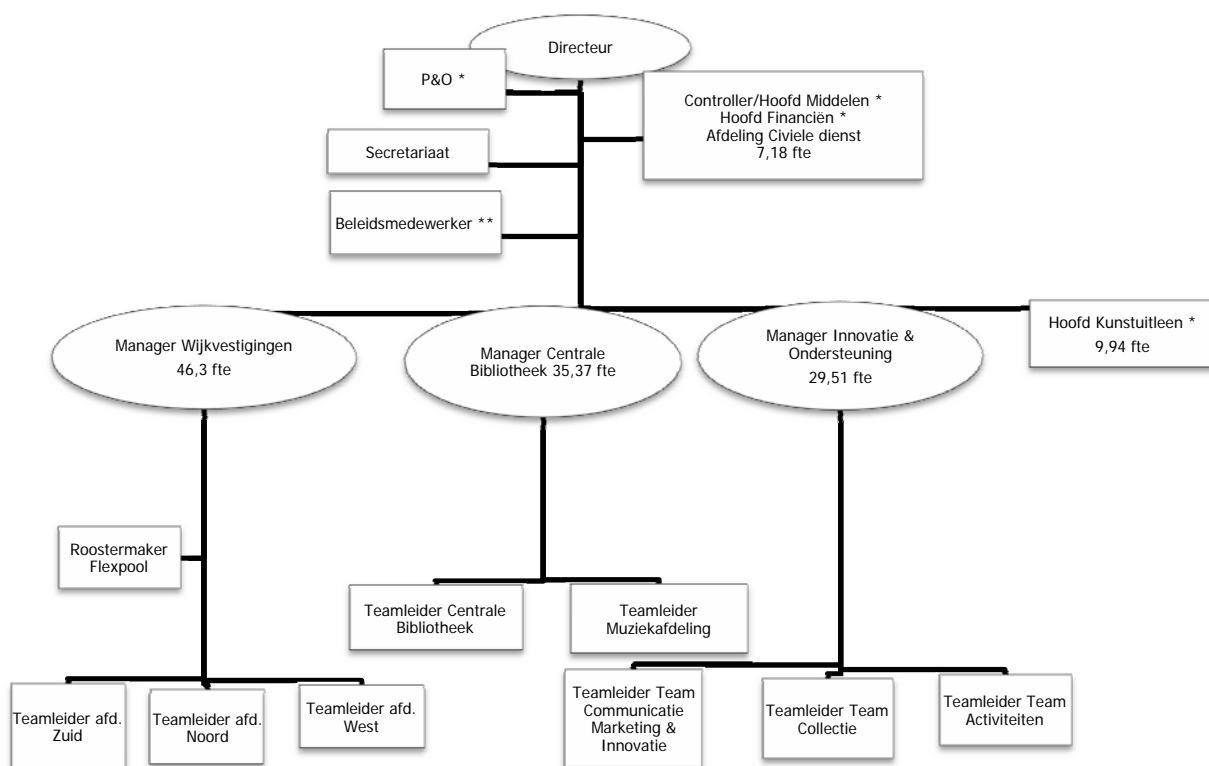 Directeur
P&O *
Controller/Hoofd Middelen *
Hoofd Financiën *
Afdeling Civiele dienst
7,18 fte
Secretariaat
Beleidsmedewerker **
Manager Wijkvestigingen
46,3 fte
Manager Centrale
Bibliotheek 35,37 fte
Manager Innovatie &
Ondersteuning
29,51 fte
Hoofd Kunstuitleen *
9,94 fte
Roostermaker
Flexpool
Teamleider Centrale
Bibliotheek
Teamleider
Muziekafdeling
Teamleider afd.
Zuid
Teamleider afd.
Noord
Teamleider afd.
West
Teamleider Team
Communicatie
Marketing &
Innovatie
Teamleider Team
Collectie
Teamleider Team
Activiteiten